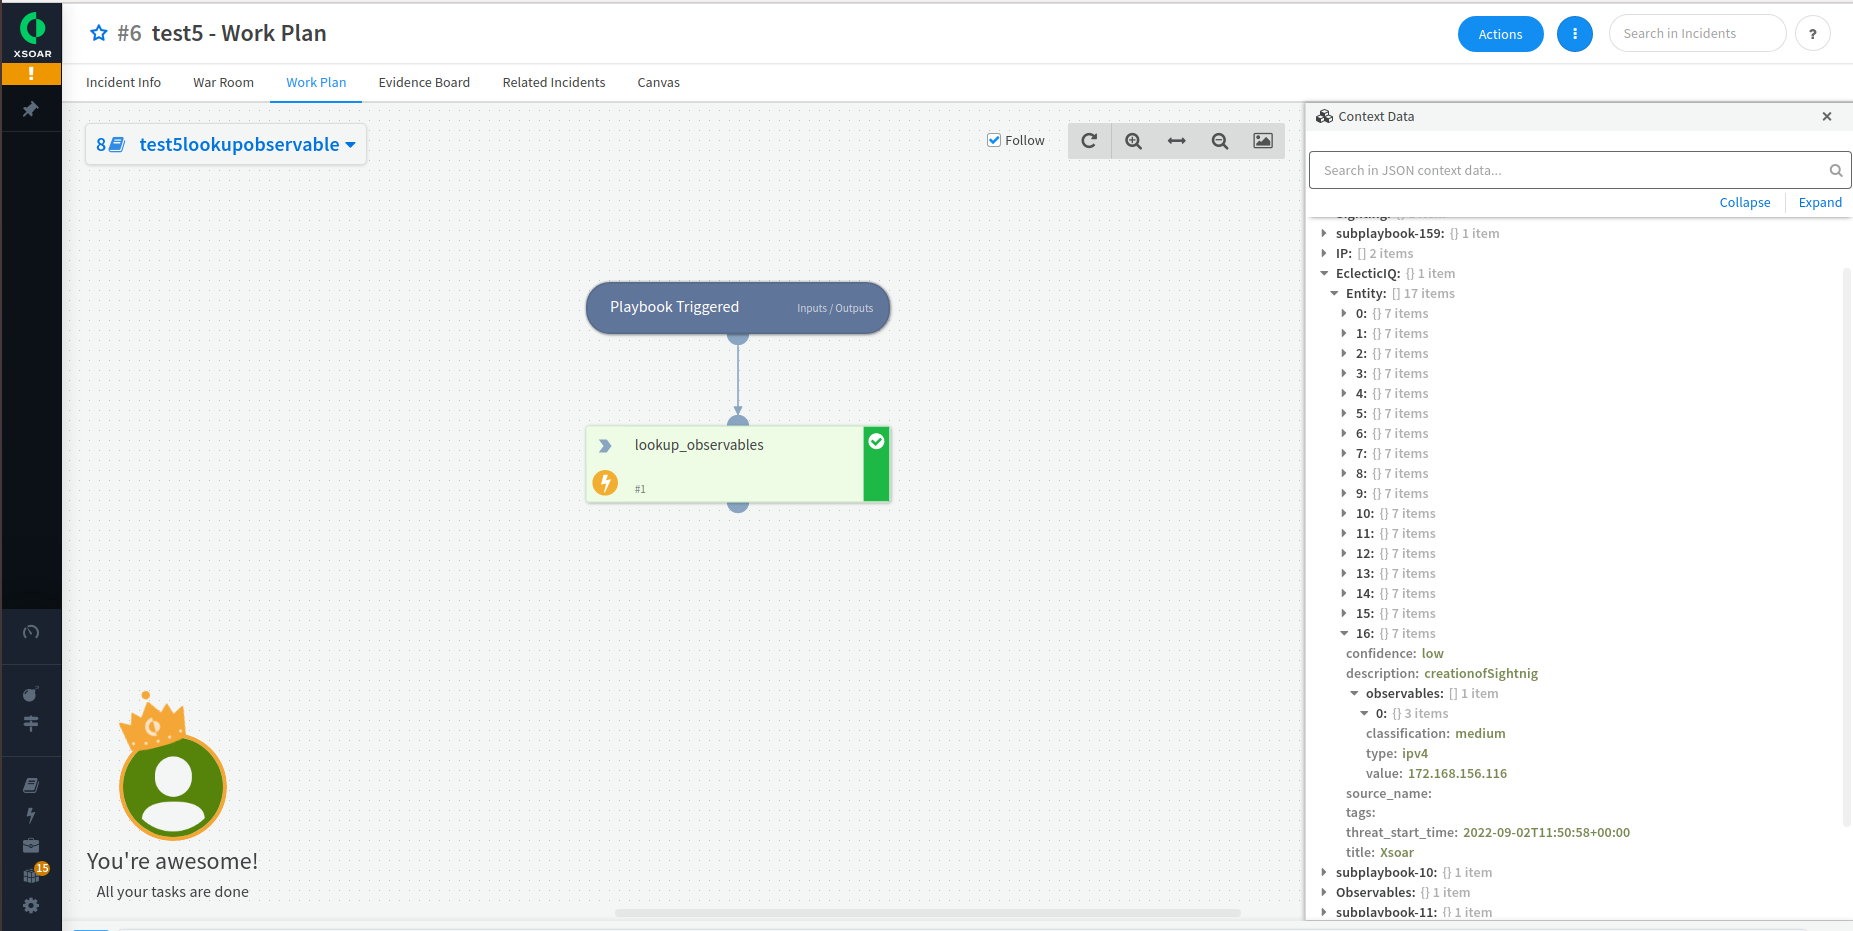 XSOAR
#6 test5 - Work Plan
Actions
Search in Incidents
?
Incident Info War Room Work Plan Evidence Board Related Incidents Canvas
8 test5lookupobservable
Follow
Playbook Triggered Inputs / Outputs
lookup_observables
#1
You're awesome!
All your tasks are done
15
Context Data
Search in JSON context data...
Collapse Expand
subplaybook-159: {} 1 item
IP: [] 2 items
EclecticIQ: {} 1 item
Entity: [] 17 items
0: {} 7 items
1: {} 7 items
2: {} 7 items
3: {} 7 items
4: {} 7 items
5: {} 7 items
6: {} 7 items
7: {} 7 items
8: {} 7 items
9: {} 7 items
10: {} 7 items
11: {} 7 items
12: {} 7 items
13: {} 7 items
14: {} 7 items
15: {} 7 items
16: {} 7 items
confidence: low
description: creationofSightnig
observables: [] 1 item
0: {} 3 items
classification: medium
type: ipv4
value: 172.168.156.116
source_name:
tags:
threat_start_time: 2022-09-02T11:50:58+00:00
title: Xsoar
subplaybook-10: {} 1 item
Observables: {} 1 item
subplaybook-11: {} 1 item